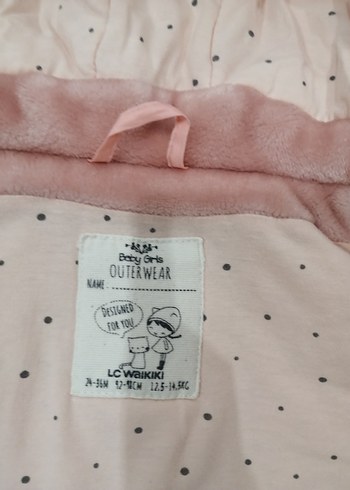 Baby Girls
OUTERWEAR
NAME:
DESIGNED
FOR YOU
LC WAIKIKI
24-36M 92-98CM 12.5-14.5KG